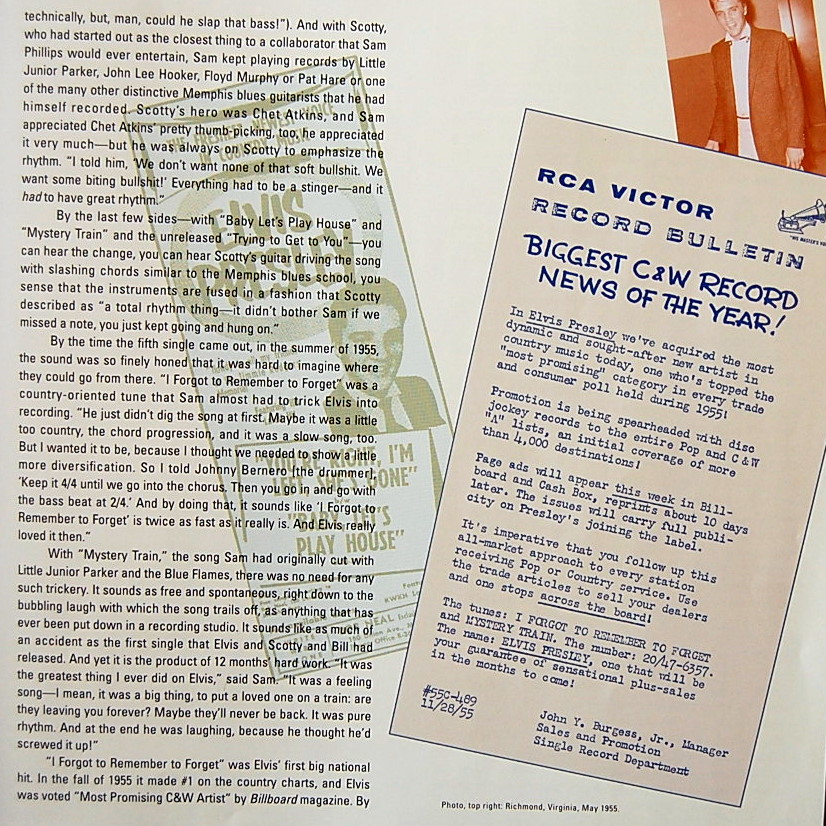 technically, but, man, could he slap that bass!"). And with Scotty,
who had started out as the closest thing to a collaborator that Sam
Phillips would ever entertain, Sam kept playing records by Little
Junior Parker, John Lee Hooker, Floyd Murphy or Pat Hare or one
of the many other distinctive Memphis blues guitarists that he had
himself recorded. Scotty's hero was Chet Atkins, and Sam
appreciated Chet Atkins' pretty thumb-picking, too, he appreciated
it very much—but he was always on Scotty to emphasize the
rhythm. "I told him, 'We don't want none of that soft bullshit. We
want some biting bullshit!' Everything had to be a stinger—and it
had to have great rhythm."
By the last few sides—with "Baby Let's Play House" and
"Mystery Train" and the unreleased "Trying to Get to You"—you
can hear the change, you can hear Scotty's guitar driving the song
with slashing chords similar to the Memphis blues school, you
sense that the instruments are fused in a fashion that Scotty
described as "a total rhythm thing—it didn't bother Sam if we
missed a note, you just kept going and hung on."
By the time the fifth single came out, in the summer of 1955,
the sound was so finely honed that it was hard to imagine where
they could go from there. "I Forgot to Remember to Forget" was a
country-oriented tune that Sam almost had to trick Elvis into
recording. "He just didn't dig the song at first. Maybe it was a little
too country, the chord progression, and it was a slow song, too.
But I wanted it to be, because I thought we needed to show a little
more diversification. So I told Johnny Bernero [the drummer],
'Keep it 4/4 until we go into the chorus. Then you go in and go with
the bass beat at 2/4.' And by doing that, it sounds like 'I Forgot to
Remember to Forget' is twice as fast as it really is. And Elvis really
loved it then."
With "Mystery Train," the song Sam had originally cut with
Little Junior Parker and the Blue Flames, there was no need for any
such trickery. It sounds as free and spontaneous, right down to the
bubbling laugh with which the song trails off, as anything that has
ever been put down in a recording studio. It sounds like as much of
an accident as the first single that Elvis and Scotty and Bill had
released. And yet it is the product of 12 months' hard work. "It was
the greatest thing I ever did on Elvis," said Sam. "It was a feeling
song—I mean, it was a big thing, to put a loved one on a train: are
they leaving you forever? Maybe they'll never be back. It was pure
rhythm. And at the end he was laughing, because he thought he'd
screwed it up!"
"I Forgot to Remember to Forget" was Elvis' first big national
hit. In the fall of 1955 it made #1 on the country charts, and Elvis
was voted "Most Promising C&W Artist" by Billboard magazine. By
THE FRESHEST, NEWEST VOICE
IN COUNTRY MUSIC
ELVIS
PRESLEY
"YOU'RE RIGHT, I'M
LEFT, SHE'S GONE"
"BABY LET'S
PLAY HOUSE"
KWKH
NEAL
RCA VICTOR
RECORD BULLETIN
BIGGEST C&W RECORD
NEWS OF THE YEAR!
In Elvis Presley we've acquired the most
dynamic and sought-after new artist in
country music today, one who's topped the
"most promising" category in every trade
and consumer poll held during 1955!
Promotion is being spearheaded with disc
jockey records to the entire Pop and C & W
"A" lists, an initial coverage of more
than 4,000 destinations!
Page ads will appear this week in Bill-
board and Cash Box, reprints about 10 days
later. The issues will carry full publi-
city on Presley's joining the label.
It's imperative that you follow up this
all-market approach to every station
receiving Pop or Country service. Use
the trade articles to sell your dealers
and one stops across the board!
The tunes: I FORGOT TO REMEMBER TO FORGET
and MYSTERY TRAIN. The number: 20/47-6357.
The name: ELVIS PRESLEY, one that will be
your guarantee of sensational plus-sales
in the months to come!
#55C-489
11/28/55
John Y. Burgess, Jr., Manager
Sales and Promotion
Single Record Department
Photo, top right: Richmond, Virginia, May 1955.